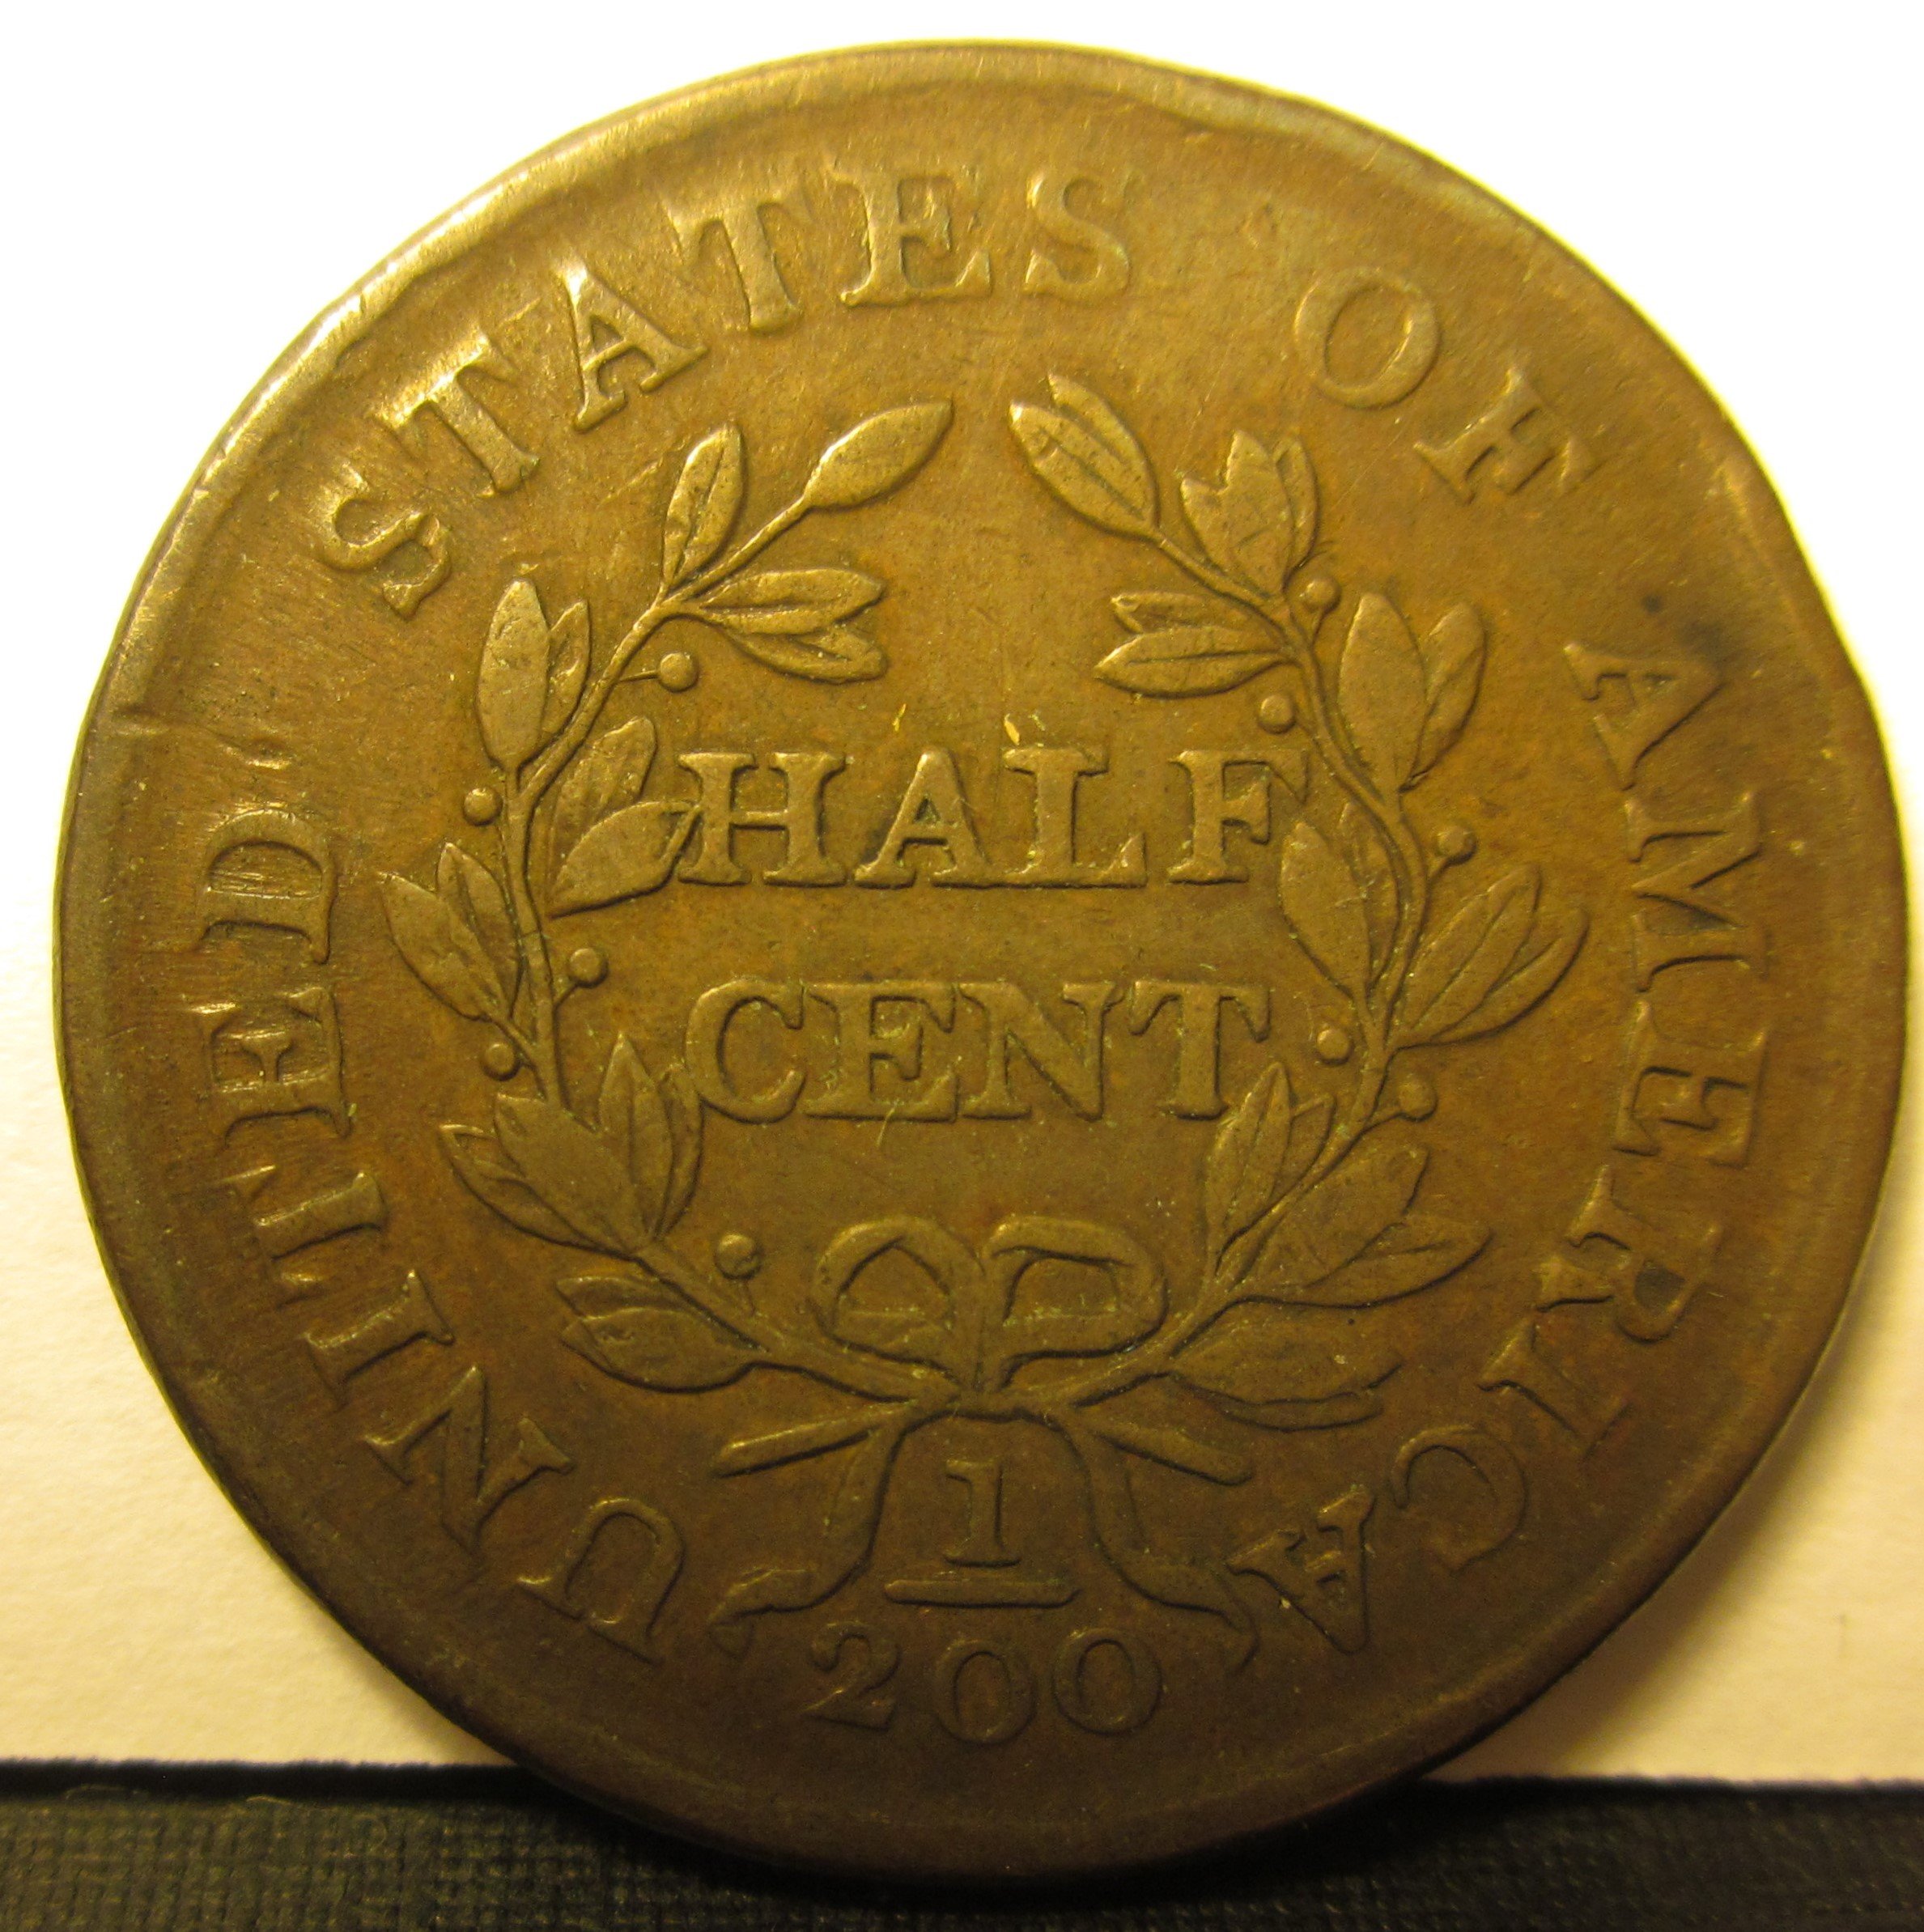 UNITED STATES OF AMERICA
HALF
CENT
1
200